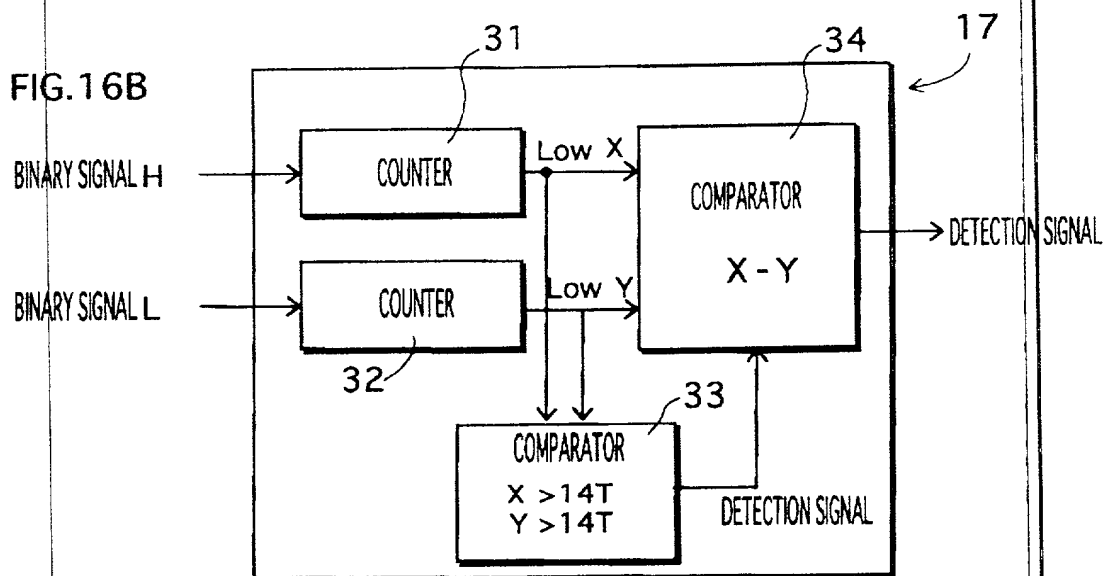 31
34
17
FIG.16B
BINARY SIGNAL H
COUNTER
Low X
COMPARATOR
X - Y
DETECTION SIGNAL
BINARY SIGNAL L
COUNTER
Low Y
32
33
COMPARATOR
X >14T
Y >14T
DETECTION SIGNAL